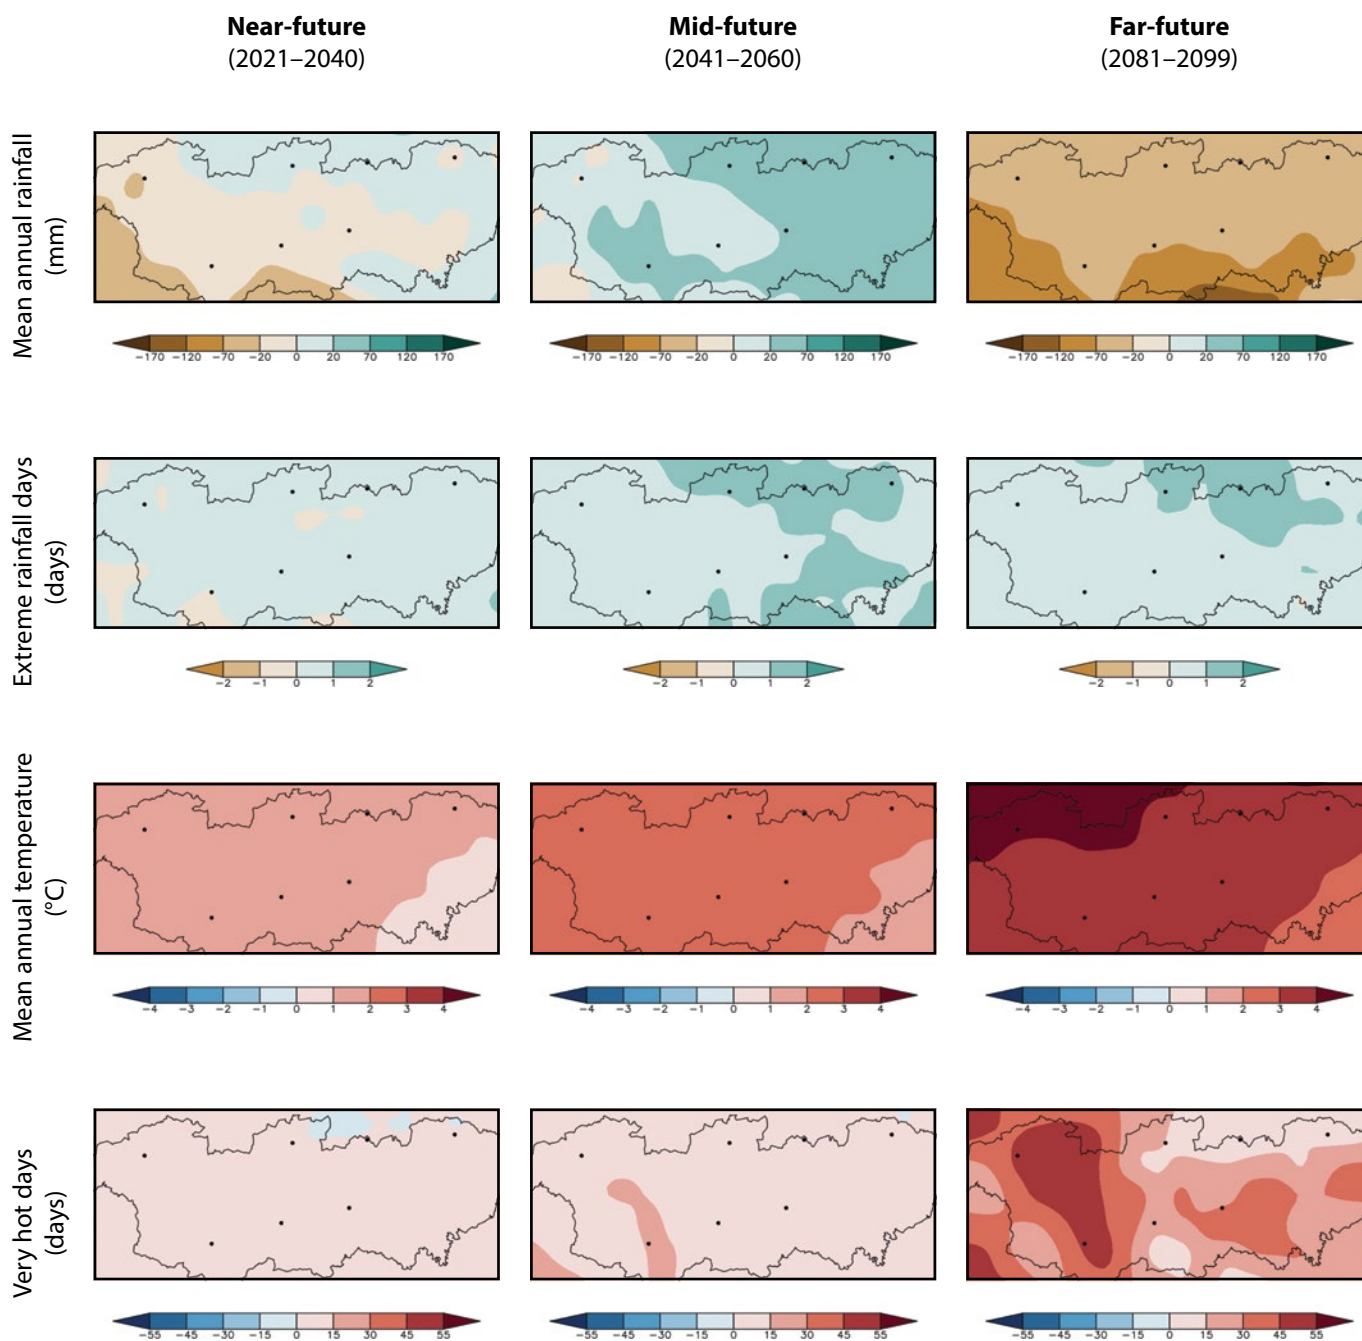 Near-future
(2021–2040)
Mid-future
(2041–2060)
Far-future
(2081–2099)
Mean annual rainfall
(mm)
−170 −120 −70 −20 0 20 70 120 170
−170 −120 −70 −20 0 20 70 120 170
−170 −120 −70 −20 0 20 70 120 170
Extreme rainfall days
(days)
−2 −1 0 1 2
−2 −1 0 1 2
−2 −1 0 1 2
Mean annual temperature
(°C)
−4 −3 −2 −1 0 1 2 3 4
−4 −3 −2 −1 0 1 2 3 4
−4 −3 −2 −1 0 1 2 3 4
Very hot days
(days)
−55 −45 −30 −15 0 15 30 45 55
−55 −45 −30 −15 0 15 30 45 55
−55 −45 −30 −15 0 15 30 45 55